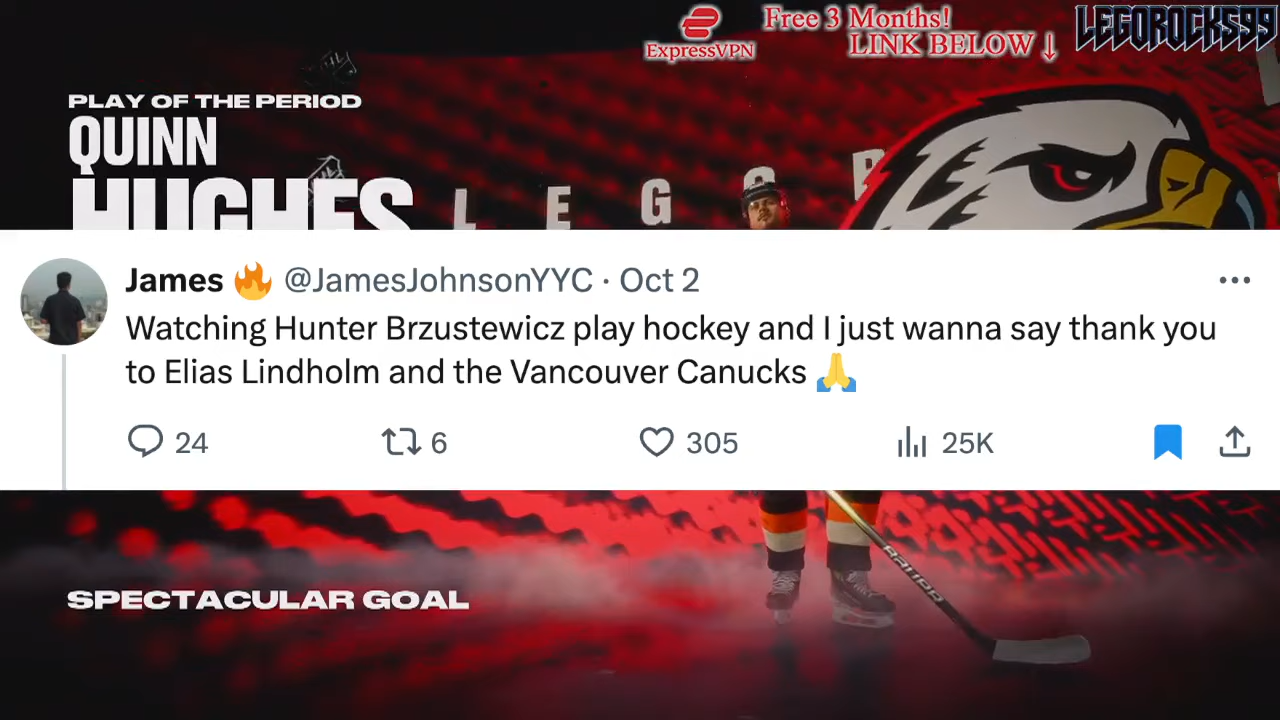 ExpressVPN
Free 3 Months!
LINK BELOW ↓
LEGOROCKS99
PLAY OF THE PERIOD
QUINN
HUGHES
L E G O R
James 🔥 @JamesJohnsonYYC · Oct 2
Watching Hunter Brzustewicz play hockey and I just wanna say thank you
to Elias Lindholm and the Vancouver Canucks 🙏
24 6 305 25K
SPECTACULAR GOAL